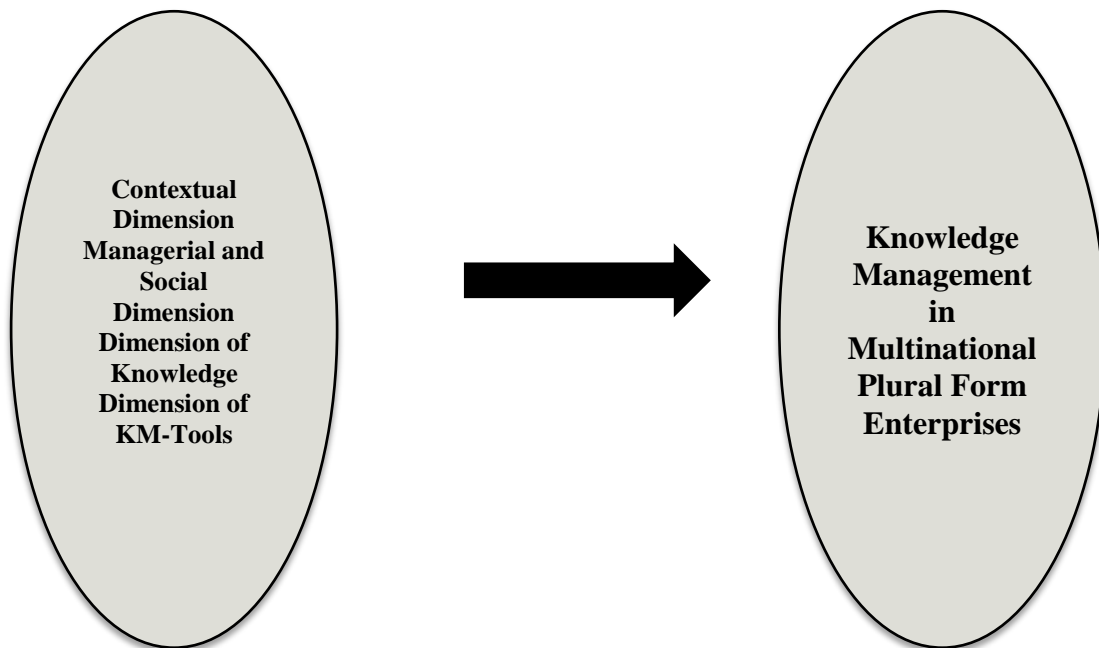 Contextual
Dimension
Managerial and
Social
Dimension
Dimension of
Knowledge
Dimension of
KM-Tools
Knowledge
Management
in
Multinational
Plural Form
Enterprises